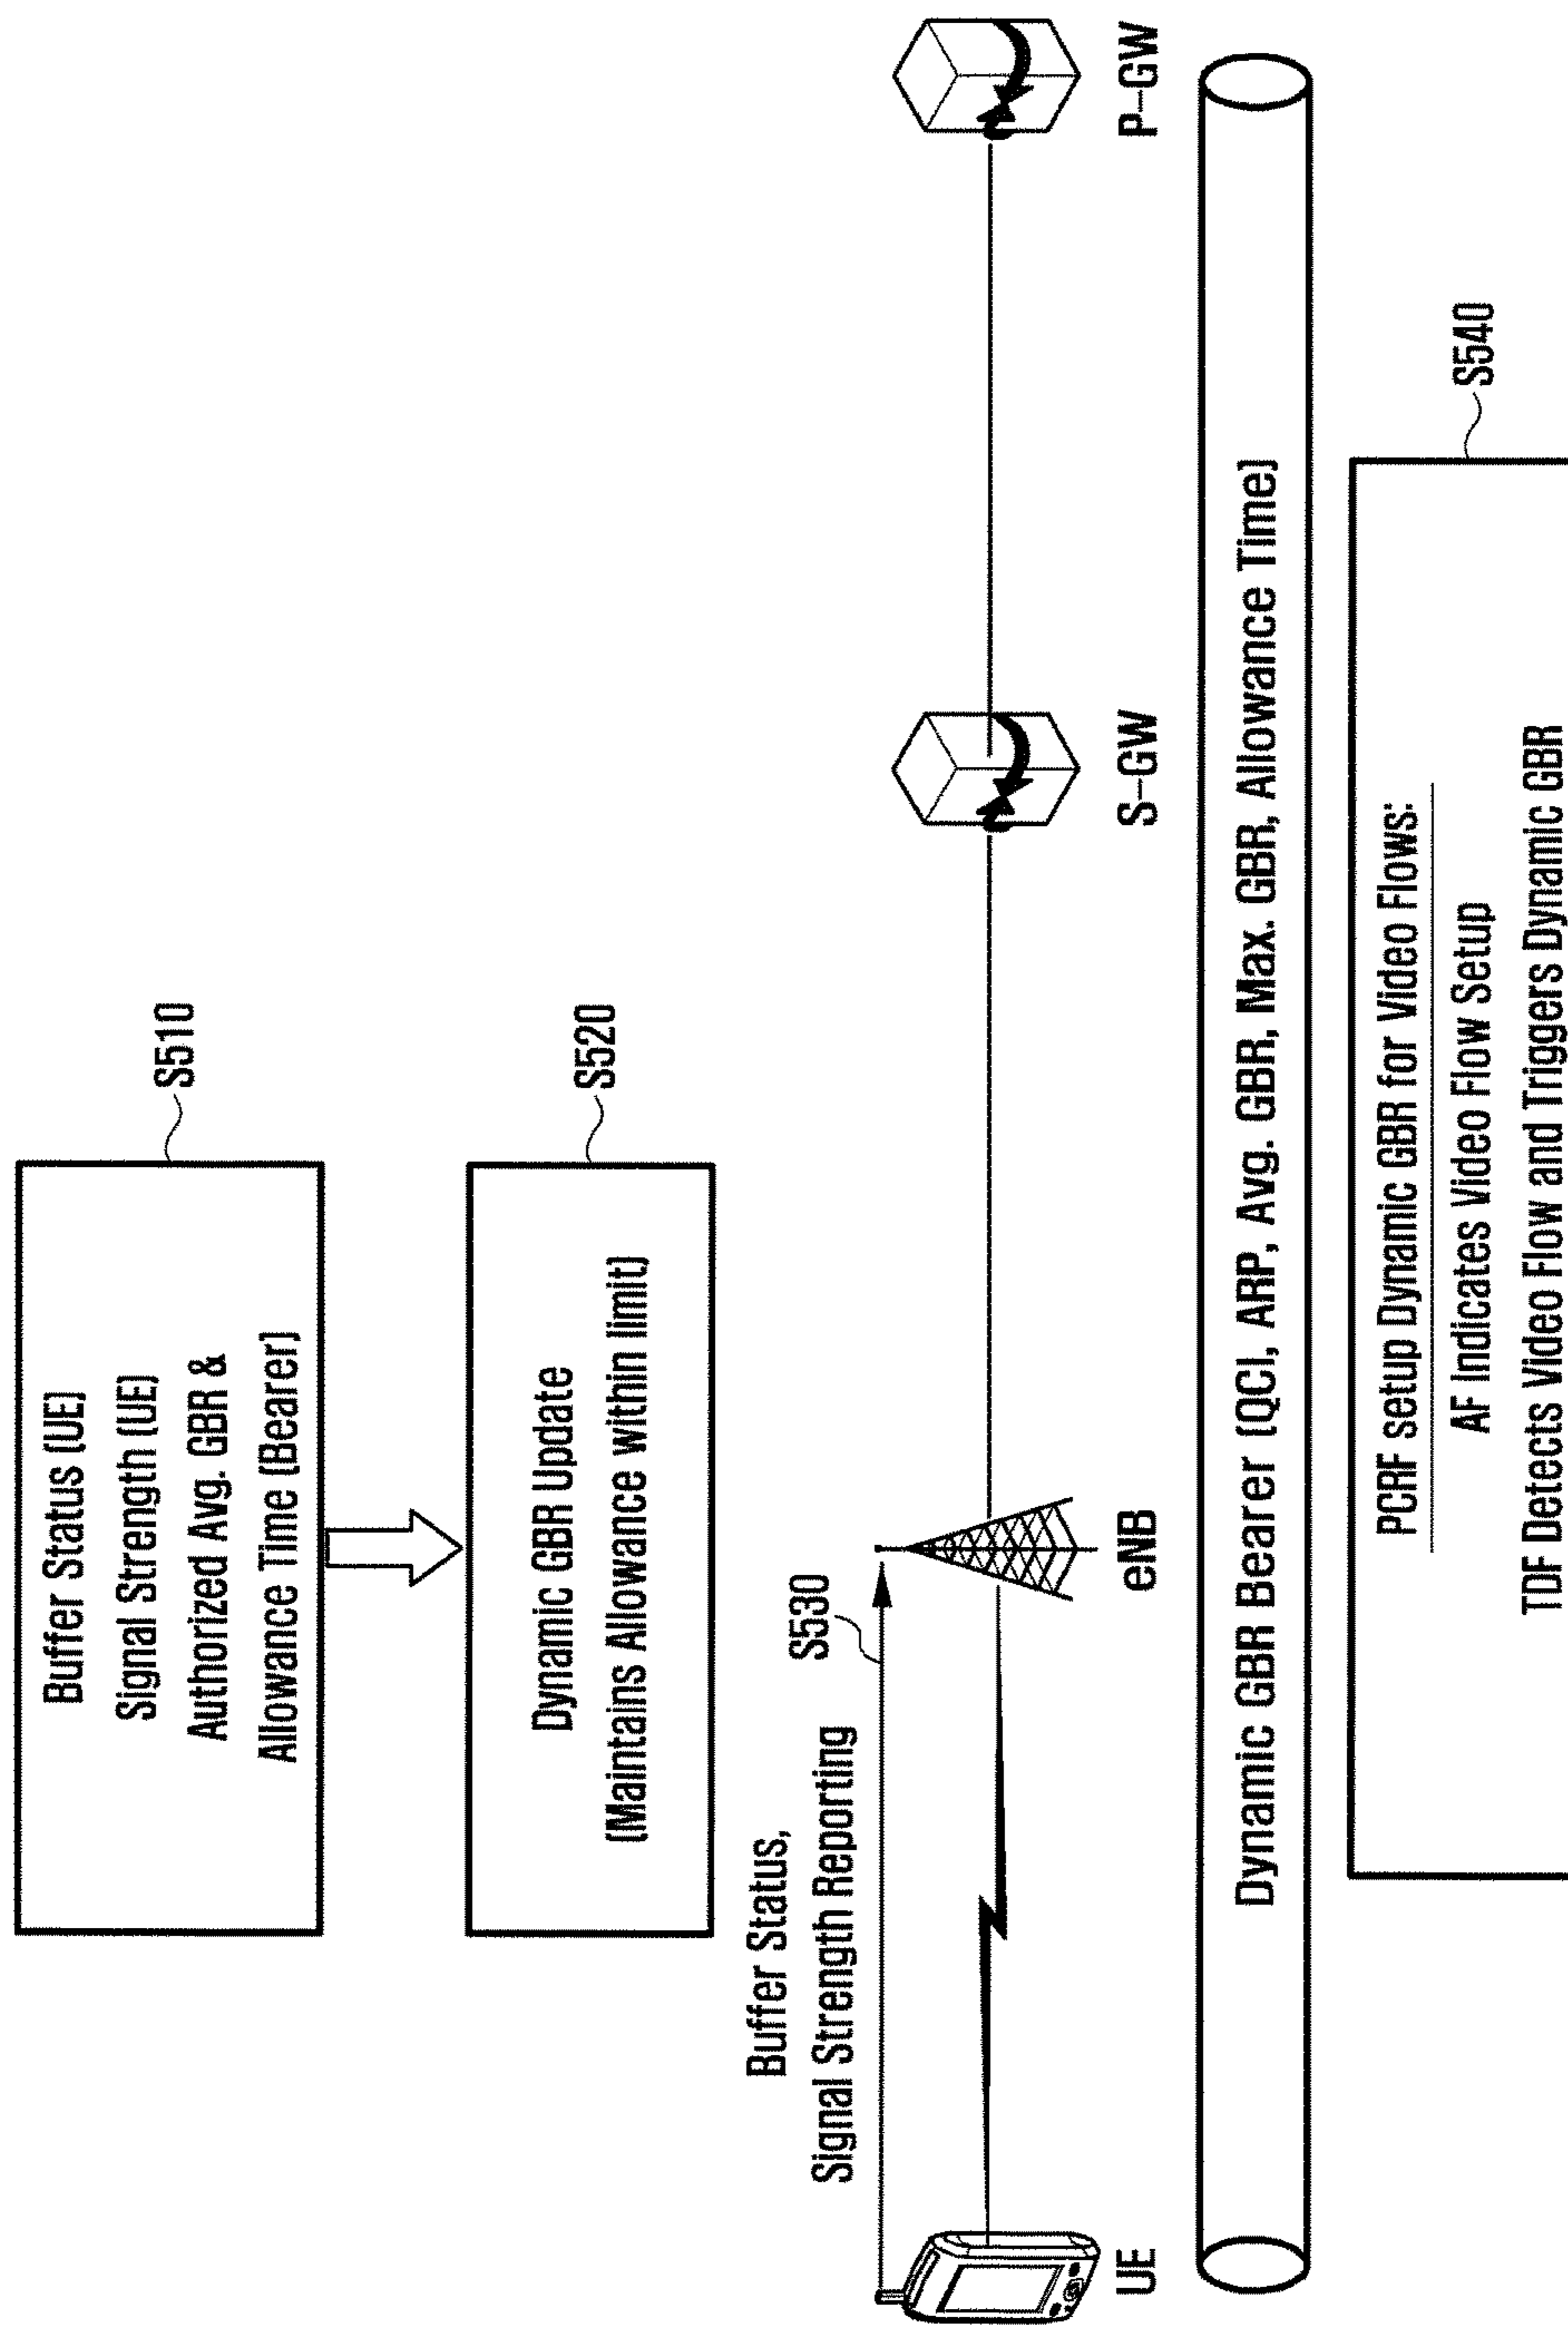 Buffer Status (UE)
Signal Strength (UE)
Authorized Avg. GBR &
Allowance Time (Bearer)
S510
Dynamic GBR Update
(Maintains Allowance within limit)
S520
Buffer Status,
Signal Strength Reporting
S530
UE
eNB
S-GW
P-GW
Dynamic GBR Bearer (QCI, ARP, Avg. GBR, Max. GBR, Allowance Time)
S540
PCRF setup Dynamic GBR for Video Flows:
AF Indicates Video Flow Setup
TDF Detects Video Flow and Triggers Dynamic GBR